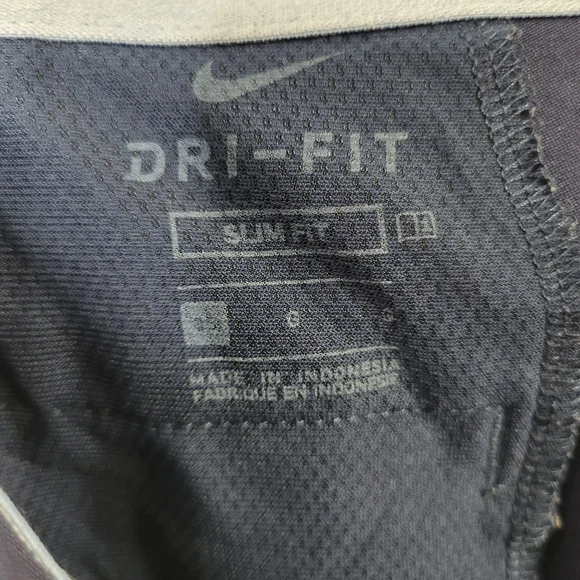 DRI-FIT
SLIM FIT
G
MADE IN INDONESIA
FABRIQUE EN INDONESIE